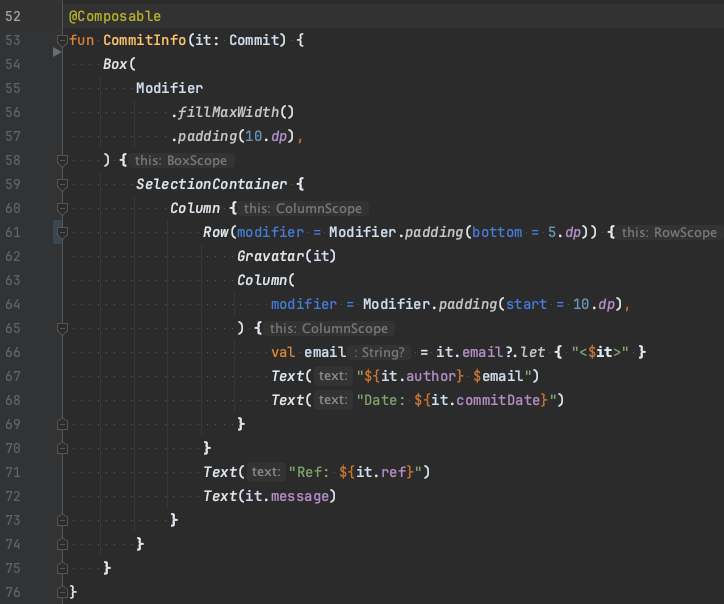 52 @Composable
53 fun CommitInfo(it: Commit) {
54     Box(
55         Modifier
56             .fillMaxWidth()
57             .padding(10.dp),
58     ) { this: BoxScope
59         SelectionContainer {
60             Column { this: ColumnScope
61                 Row(modifier = Modifier.padding(bottom = 5.dp)) { this: RowScope
62                     Gravatar(it)
63                     Column(
64                         modifier = Modifier.padding(start = 10.dp),
65                     ) { this: ColumnScope
66                         val email : String? = it.email?.let { "<$it>" }
67                         Text( text: "${it.author} $email")
68                         Text( text: "Date: ${it.commitDate}")
69                     }
70                 }
71                 Text( text: "Ref: ${it.ref}")
72                 Text(it.message)
73             }
74         }
75     }
76 }